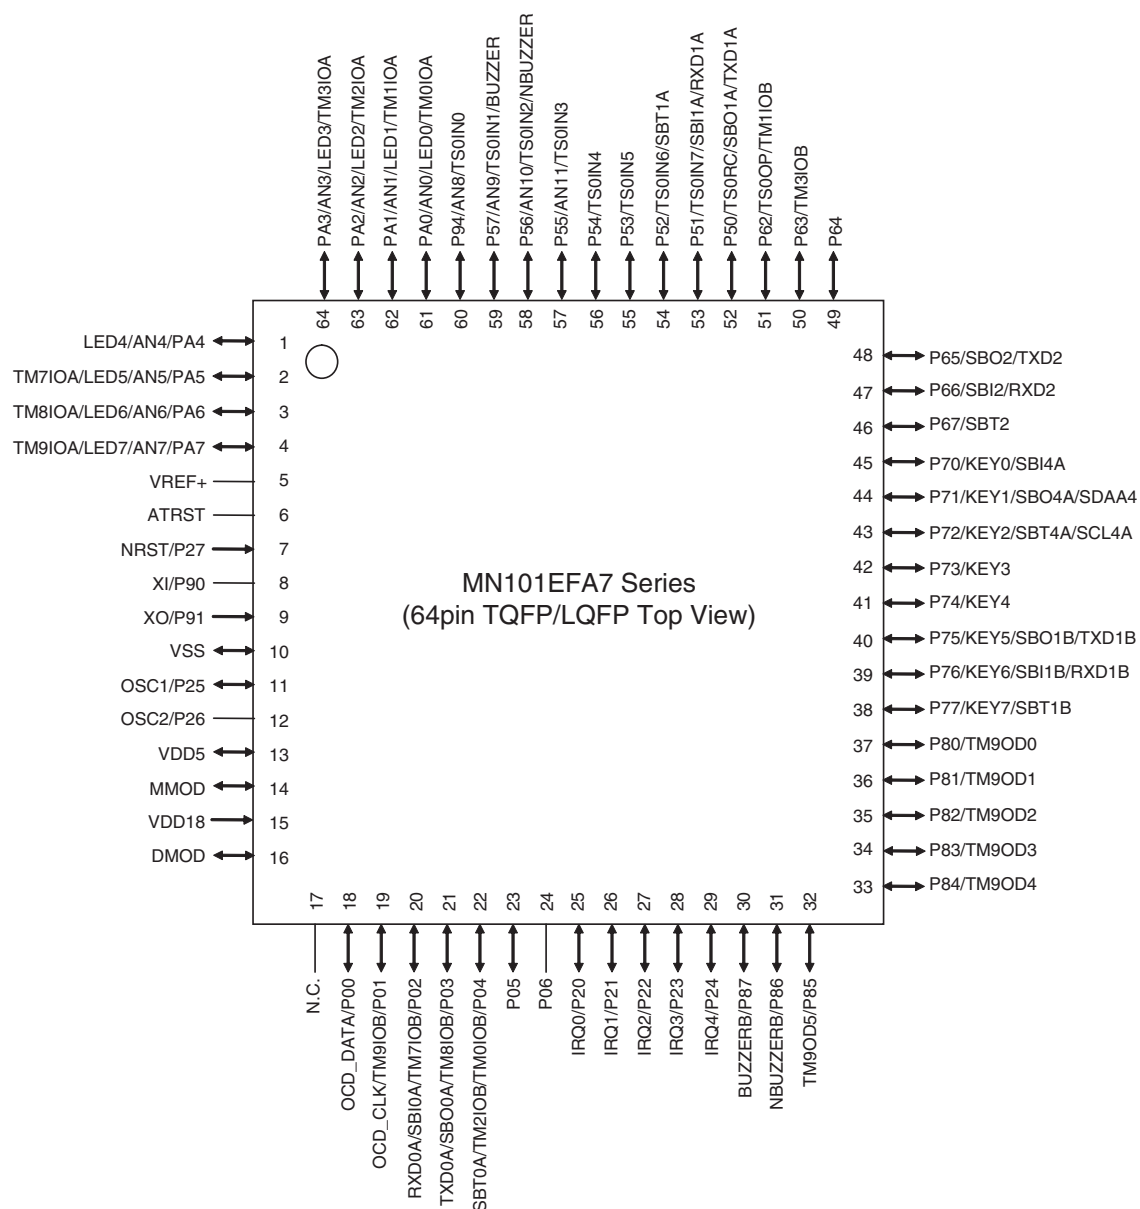 PA3/AN3/LED3/TM3IOA
PA2/AN2/LED2/TM2IOA
PA1/AN1/LED1/TM1IOA
PA0/AN0/LED0/TM0IOA
P94/AN8/TS0IN0
P57/AN9/TS0IN1/BUZZER
P56/AN10/TS0IN2/NBUZZER
P55/AN11/TS0IN3
P54/TS0IN4
P53/TS0IN5
P52/TS0IN6/SBT1A
P51/TS0IN7/SBI1A/RXD1A
P50/TS0RC/SBO1A/TXD1A
P62/TS0OP/TM1IOB
P63/TM3IOB
P64
64
63
62
61
60
59
58
57
56
55
54
53
52
51
50
49
LED4/AN4/PA4 1
TM7IOA/LED5/AN5/PA5 2
TM8IOA/LED6/AN6/PA6 3
TM9IOA/LED7/AN7/PA7 4
VREF+ 5
ATRST 6
NRST/P27 7
XI/P90 8
XO/P91 9
VSS 10
OSC1/P25 11
OSC2/P26 12
VDD5 13
MMOD 14
VDD18 15
DMOD 16
MN101EFA7 Series
(64pin TQFP/LQFP Top View)
48 P65/SBO2/TXD2
47 P66/SBI2/RXD2
46 P67/SBT2
45 P70/KEY0/SBI4A
44 P71/KEY1/SBO4A/SDAA4
43 P72/KEY2/SBT4A/SCL4A
42 P73/KEY3
41 P74/KEY4
40 P75/KEY5/SBO1B/TXD1B
39 P76/KEY6/SBI1B/RXD1B
38 P77/KEY7/SBT1B
37 P80/TM9OD0
36 P81/TM9OD1
35 P82/TM9OD2
34 P83/TM9OD3
33 P84/TM9OD4
17
18
19
20
21
22
23
24
25
26
27
28
29
30
31
32
N.C.
OCD_DATA/P00
OCD_CLK/TM9IOB/P01
RXD0A/SBI0A/TM7IOB/P02
TXD0A/SBO0A/TM8IOB/P03
SBT0A/TM2IOB/TM0IOB/P04
P05
P06
IRQ0/P20
IRQ1/P21
IRQ2/P22
IRQ3/P23
IRQ4/P24
BUZZERB/P87
NBUZZERB/P86
TM9OD5/P85